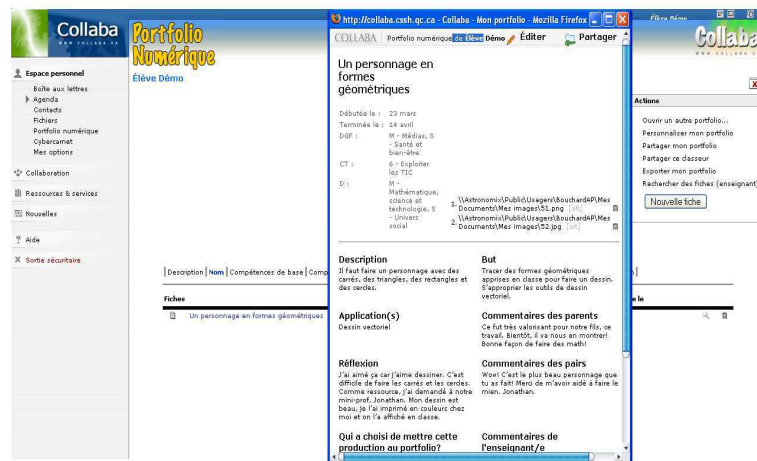 Collaba
WWW.COLLABA.CA
Espace personnel
Boîte aux lettres
Agenda
Contacts
Fichiers
Portfolio numérique
Cybercarnet
Mes options
Collaboration
Ressources & services
Nouvelles
Aide
Sortie sécuritaire
Portfolio
Numérique
Élève Démo
Description | Nom | Compétences de base | Comp
Fiches
Un personnage en formes géométriques
http://collaba.cssh.qc.ca - Collaba - Mon portfolio - Mozilla Firefox
COLLABA Portfolio numérique de Élève Démo Éditer Partager
Un personnage en
formes
géométriques
Débutée le : 23 mars
Terminée le : 14 avril
DGF : M - Médias, S
- Santé et
bien-être
CT : 6 - Exploiter
les TIC
D : M -
Mathématique,
science et
technologie, S
- Univers
social
1. \\Astronomix\Public\Usagers\BouchardAP\Mes
Documents\Mes images\51.png [alt]
2. \\Astronomix\Public\Usagers\BouchardAP\Mes
Documents\Mes images\52.jpg [alt]
Description
Il faut faire un personnage avec des
carrés, des triangles, des rectangles et
des cercles.
But
Tracer des formes géométriques
apprises en classe pour faire un dessin.
S'approprier les outils de dessin
vectoriel.
Application(s)
Dessin vectoriel
Commentaires des parents
Ce fut très valorisant pour notre fils, ce
travail. Bientôt, il va nous en montrer!
Bonne façon de faire des math!
Réflexion
J'ai aimé ça car j'aime dessiner. C'est
difficile de faire les carrés et les cercles.
Comme ressource, j'ai demandé à notre
mini-prof, Jonathan. Mon dessin est
beau, je l'ai imprimé en couleurs chez
moi et on l'a affiché en classe.
Commentaires des pairs
Wow! C'est le plus beau personnage que
tu as fait! Merci de m'avoir aidé à faire le
mien. Jonathan.
Qui a choisi de mettre cette
production au portfolio?
Commentaires de
l'enseignant/e
Élève Démo
Collaba
Actions
Ouvrir un autre portfolio...
Personnaliser mon portfolio
Partager mon portfolio
Partager ce classeur
Exporter mon portfolio
Rechercher des fiches (enseignant)
Nouvelle fiche
e le